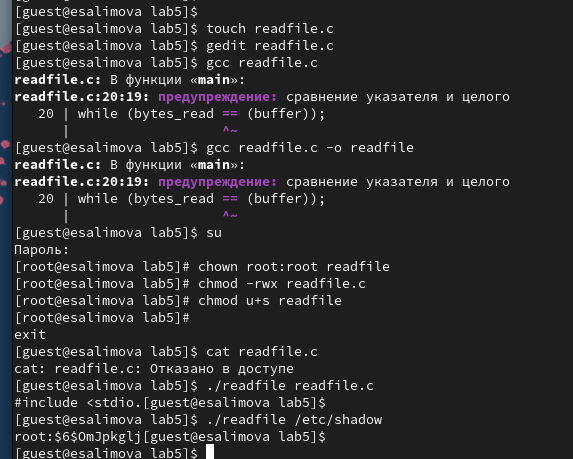 [guest@esalimova lab5]$
[guest@esalimova lab5]$ touch readfile.c
[guest@esalimova lab5]$ gedit readfile.c
[guest@esalimova lab5]$ gcc readfile.c
readfile.c: В функции «main»:
readfile.c:20:19: предупреждение: сравнение указателя и целого
   20 | while (bytes_read == (buffer));
      |                   ^~
[guest@esalimova lab5]$ gcc readfile.c -o readfile
readfile.c: В функции «main»:
readfile.c:20:19: предупреждение: сравнение указателя и целого
   20 | while (bytes_read == (buffer));
      |                   ^~
[guest@esalimova lab5]$ su
Пароль:
[root@esalimova lab5]# chown root:root readfile
[root@esalimova lab5]# chmod -rwx readfile.c
[root@esalimova lab5]# chmod u+s readfile
[root@esalimova lab5]#
exit
[guest@esalimova lab5]$ cat readfile.c
cat: readfile.c: Отказано в доступе
[guest@esalimova lab5]$ ./readfile readfile.c
#include <stdio.[guest@esalimova lab5]$
[guest@esalimova lab5]$ ./readfile /etc/shadow
root:$6$OmJpkglj[guest@esalimova lab5]$
[guest@esalimova lab5]$